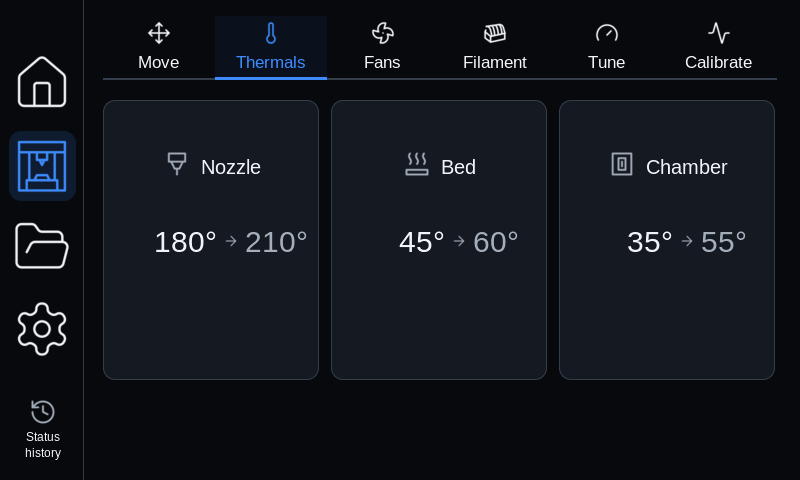 Move
Thermals
Fans
Filament
Tune
Calibrate
Nozzle
Bed
Chamber
180° → 210°
45° → 60°
35° → 55°
Status
history